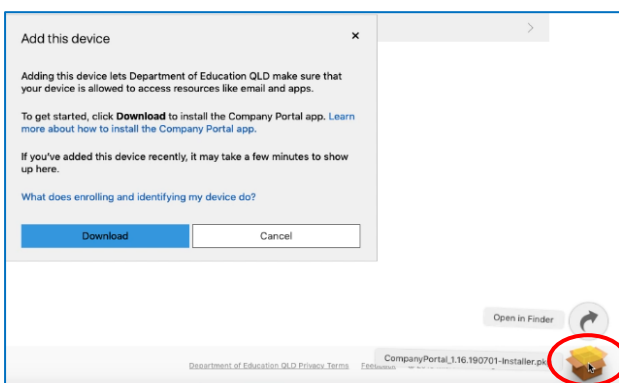 Add this device
Adding this device lets Department of Education QLD make sure that
your device is allowed to access resources like email and apps.
To get started, click Download to install the Company Portal app. Learn
more about how to install the Company Portal app.
If you've added this device recently, it may take a few minutes to show
up here.
What does enrolling and identifying my device do?
Download Cancel
Open in Finder
CompanyPortal_1.16.190701-Installer.pk
Department of Education QLD Privacy Terms